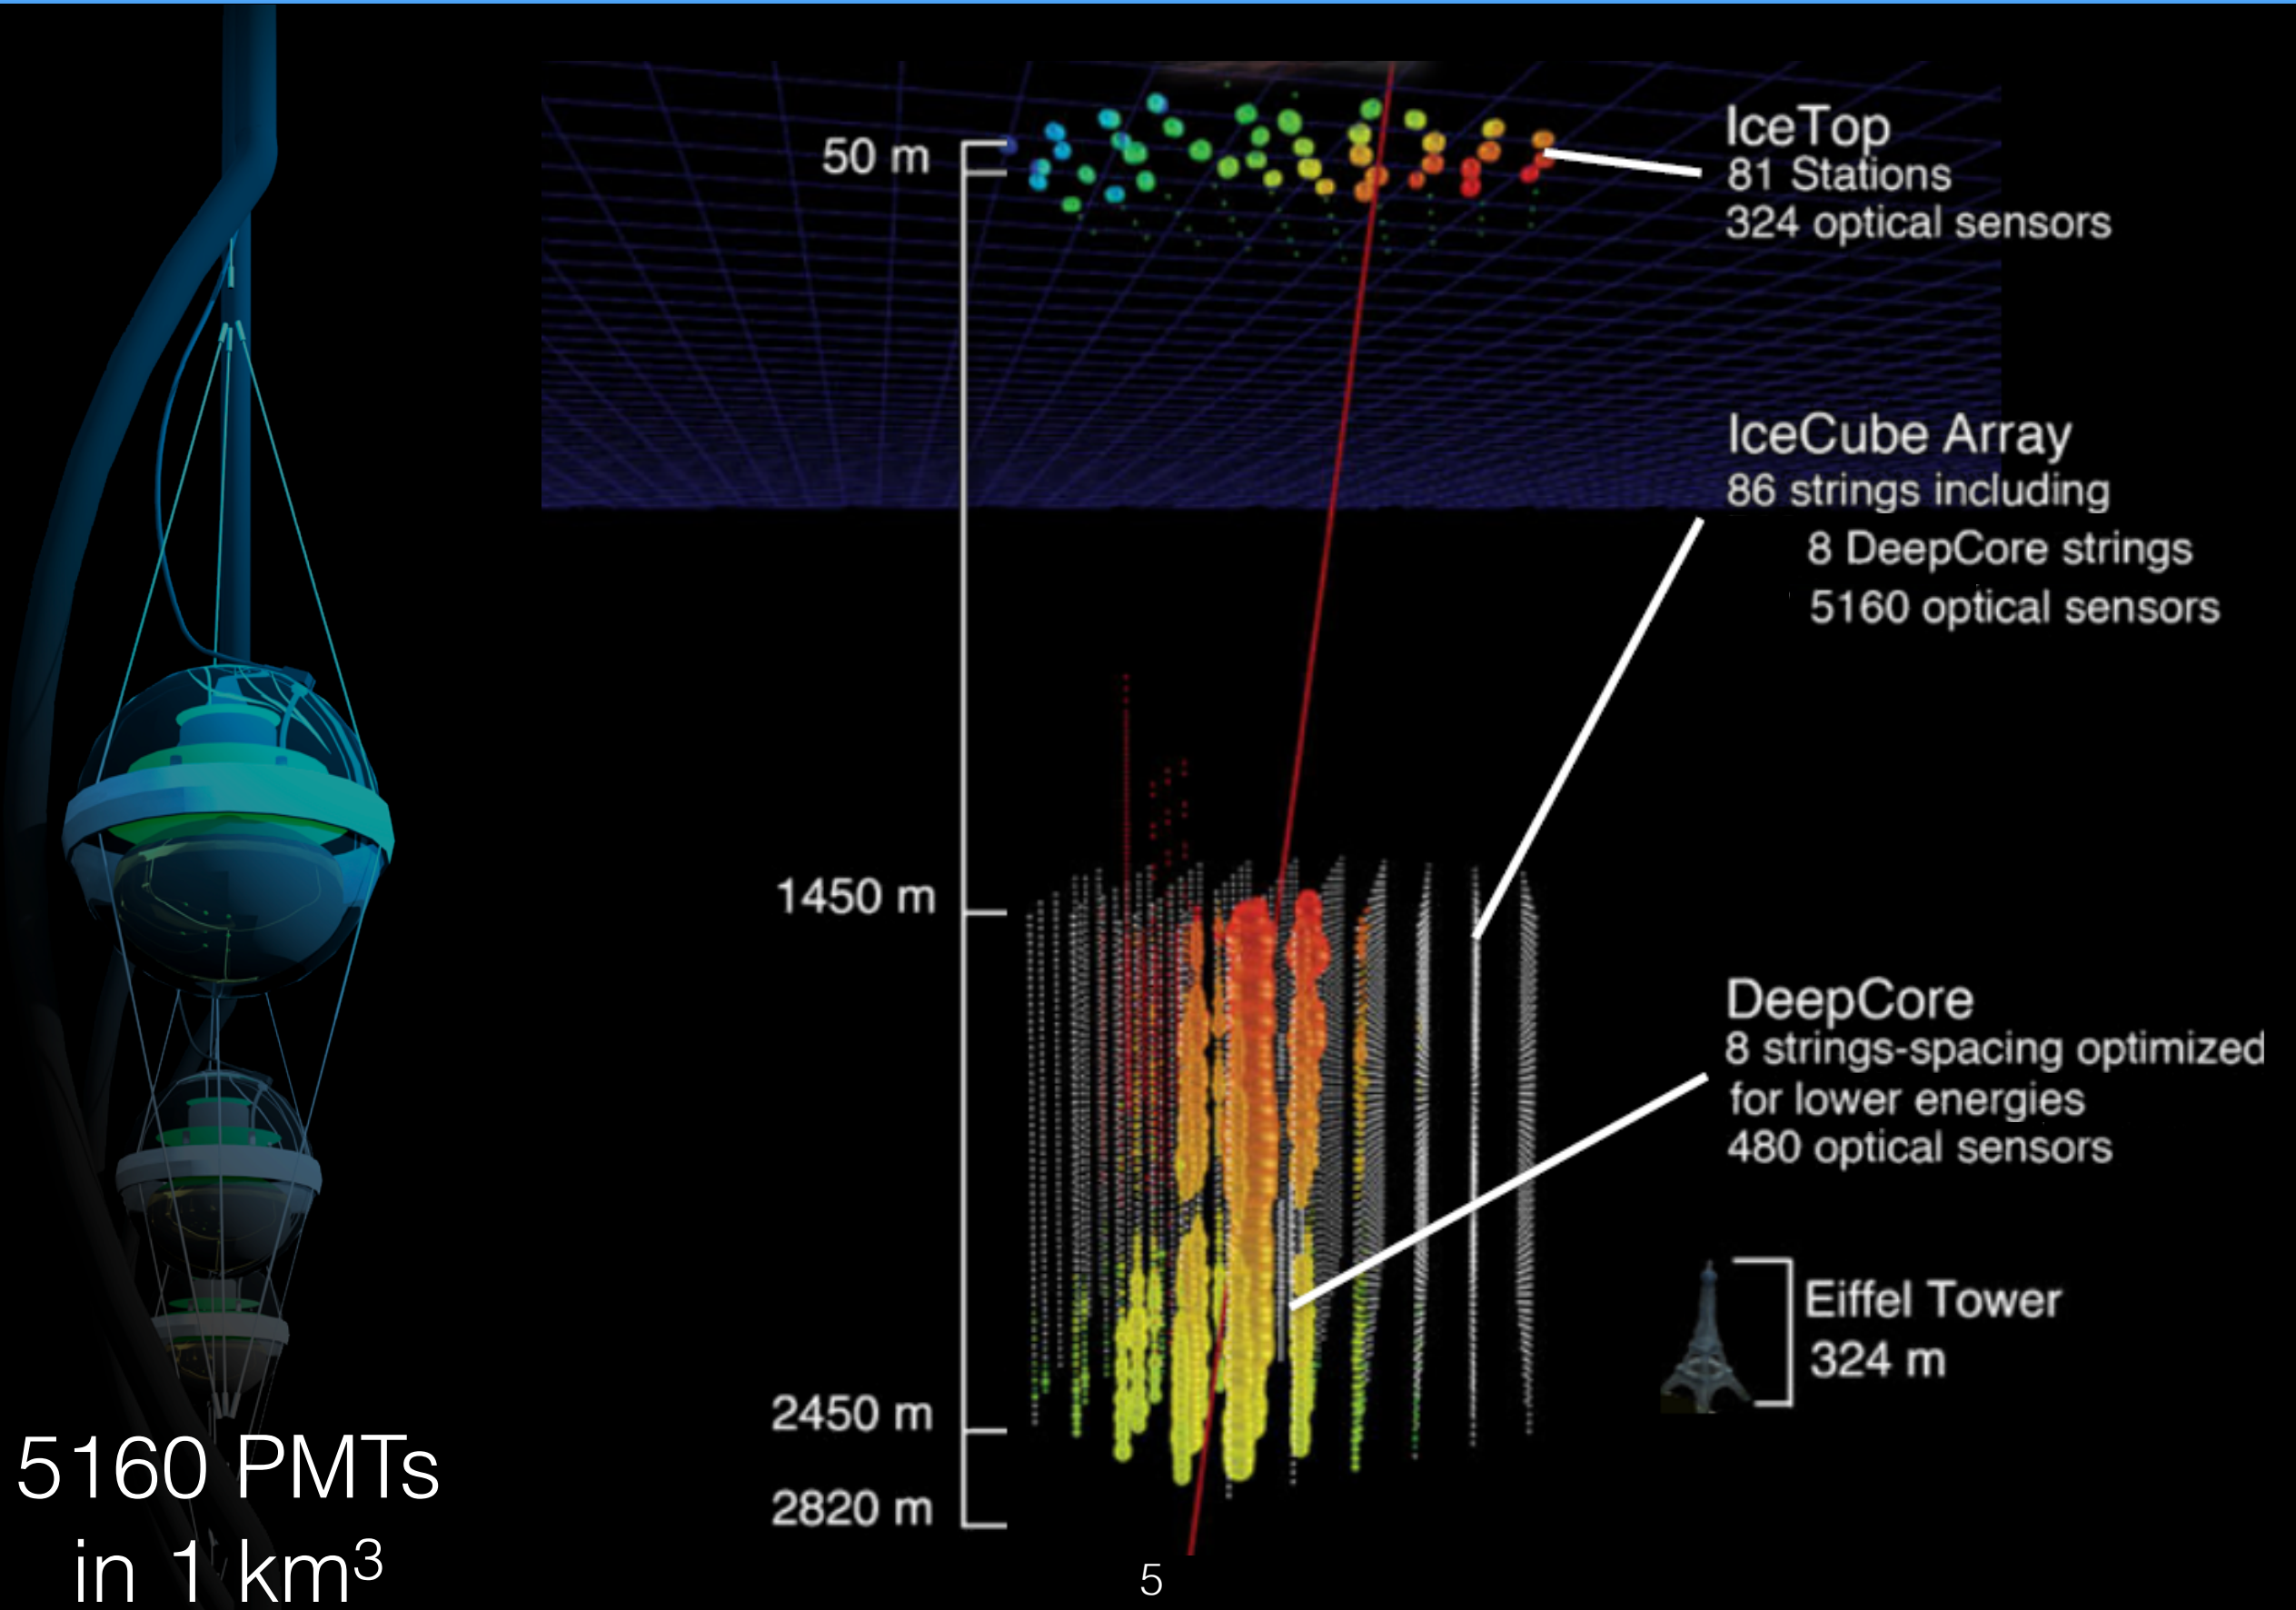 50 m
IceTop
81 Stations
324 optical sensors
IceCube Array
86 strings including
8 DeepCore strings
5160 optical sensors
1450 m
DeepCore
8 strings-spacing optimized
for lower energies
480 optical sensors
Eiffel Tower
324 m
2450 m
2820 m
5160 PMTs
in 1 km³
5